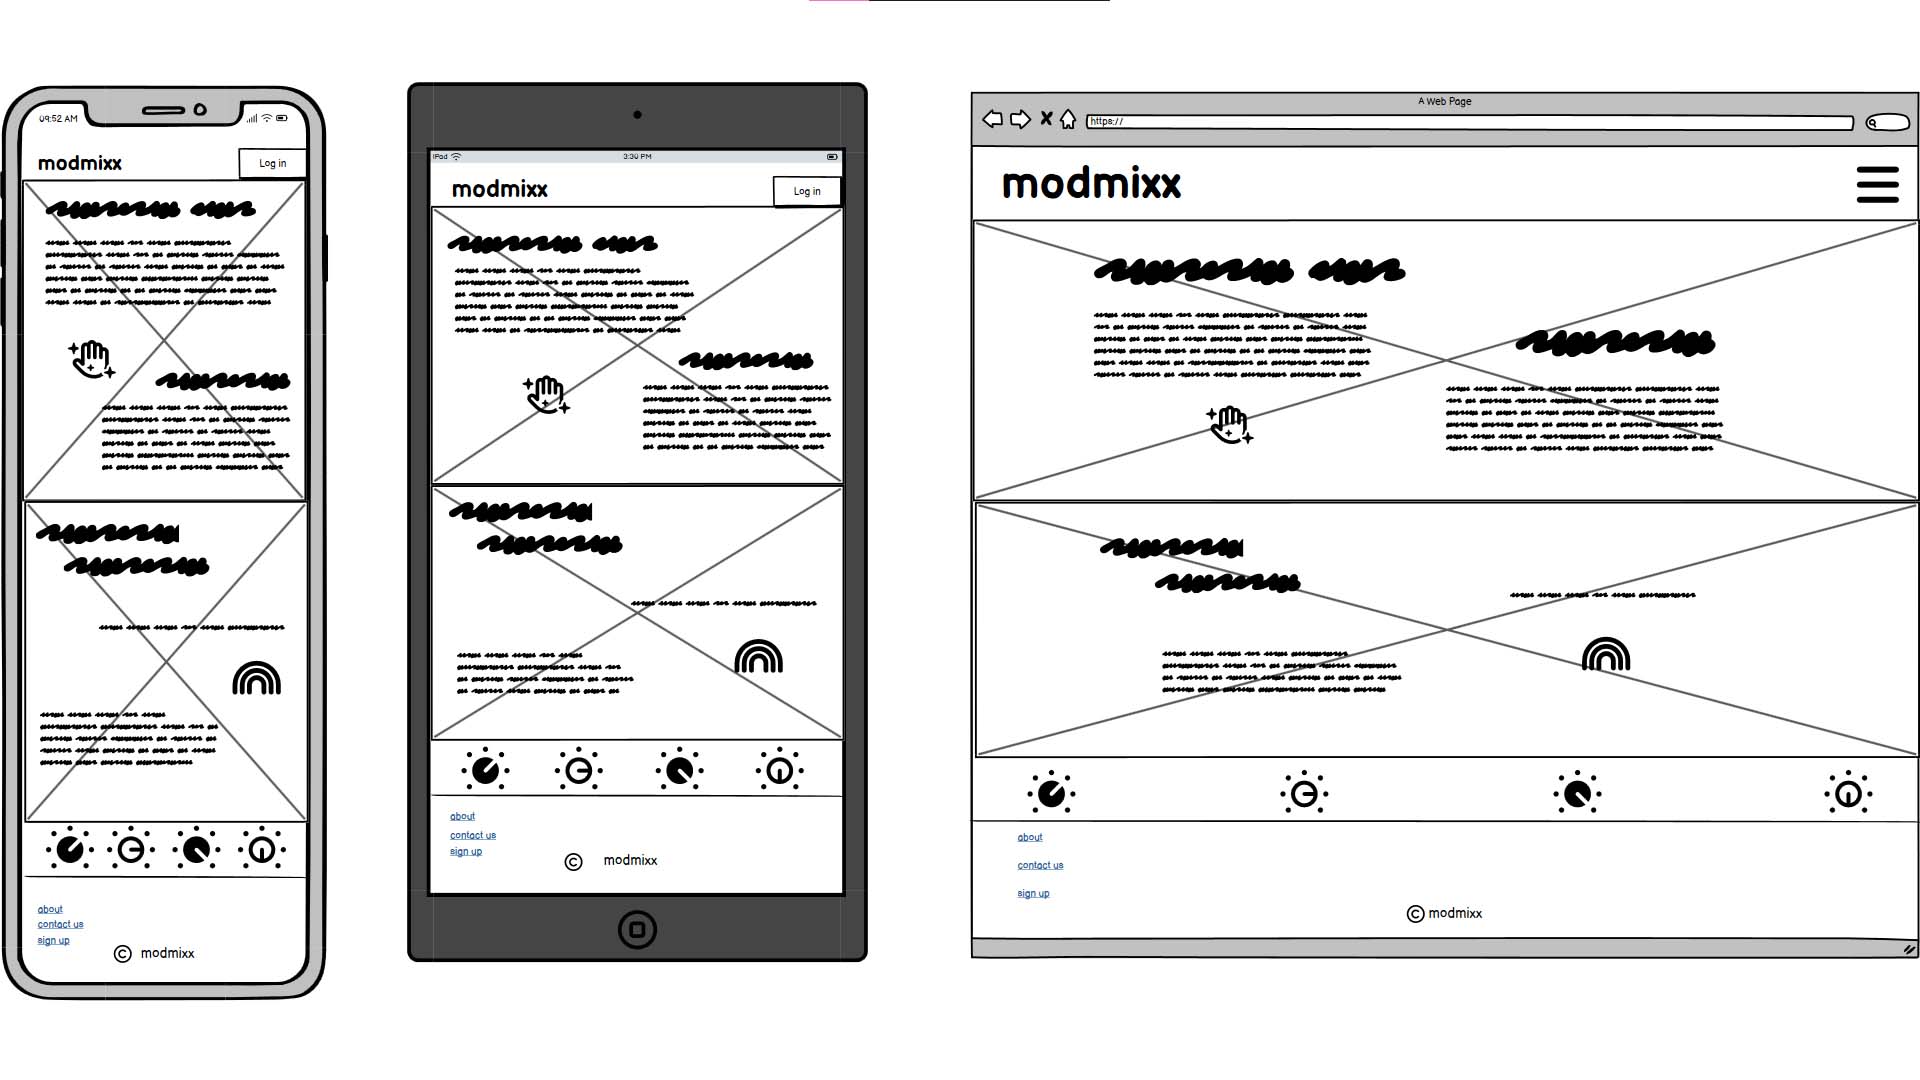 09:52 AM
modmixx
Log in
about
contact us
sign up
© modmixx
iPad
3:30 PM
modmixx
Log in
about
contact us
sign up
© modmixx
A Web Page
https://
modmixx
about
contact us
sign up
© modmixx